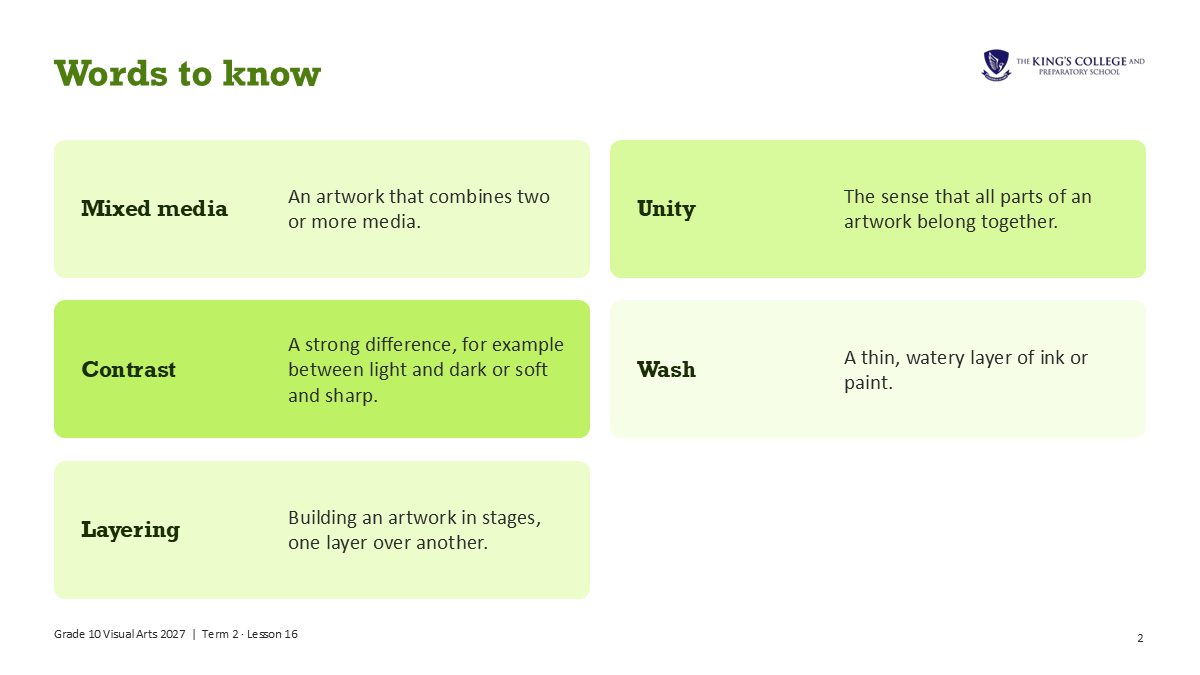 Words to know
THE KING'S COLLEGE AND
PREPARATORY SCHOOL
Mixed media
An artwork that combines two
or more media.
Unity
The sense that all parts of an
artwork belong together.
Contrast
A strong difference, for example
between light and dark or soft
and sharp.
Wash
A thin, watery layer of ink or
paint.
Layering
Building an artwork in stages,
one layer over another.
Grade 10 Visual Arts 2027 | Term 2 · Lesson 16
2